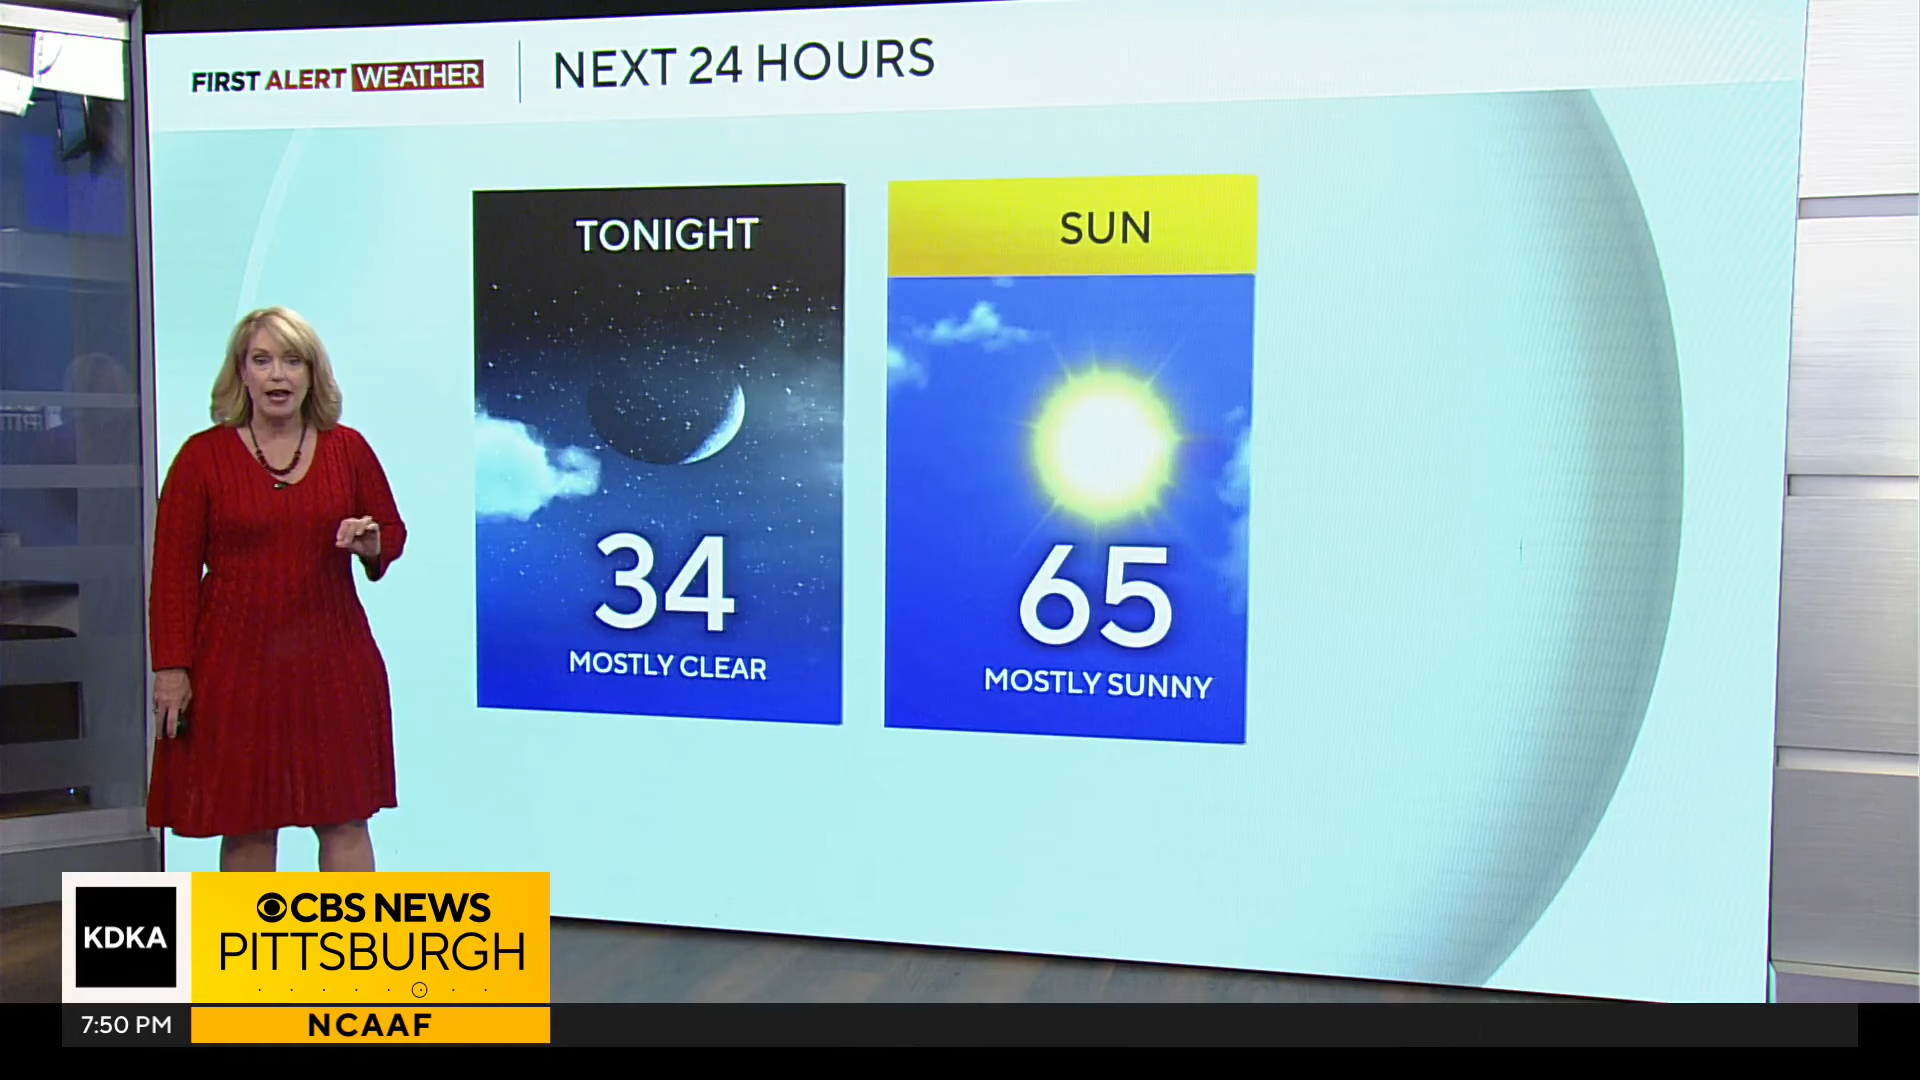 FIRST ALERT WEATHER
NEXT 24 HOURS
TONIGHT
34
MOSTLY CLEAR
SUN
65
MOSTLY SUNNY
KDKA
CBS NEWS
PITTSBURGH
7:50 PM
NCAAF